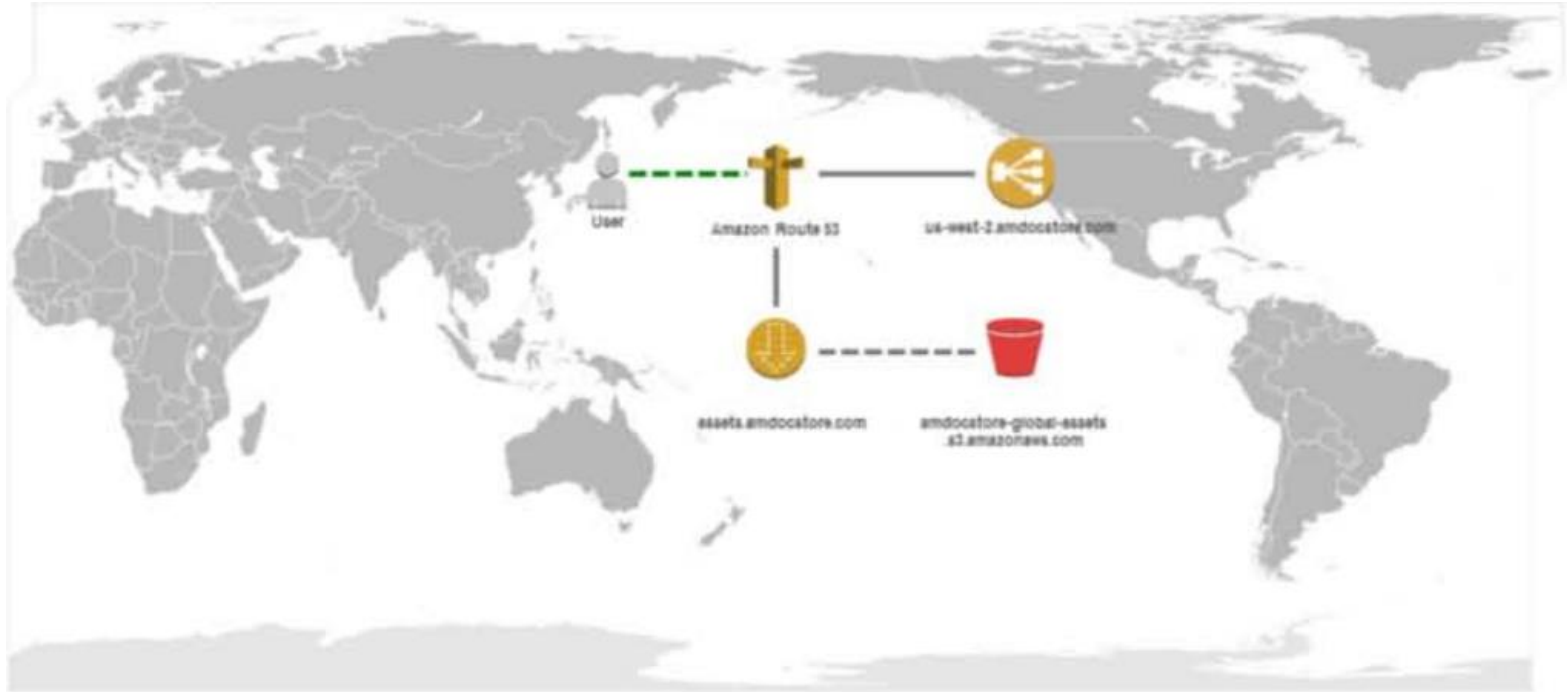 User
Amazon Route 53
us-west-2.amdocstore.com
assets.amdocstore.com
amdocstore-global-assets
.s3.amazonaws.com